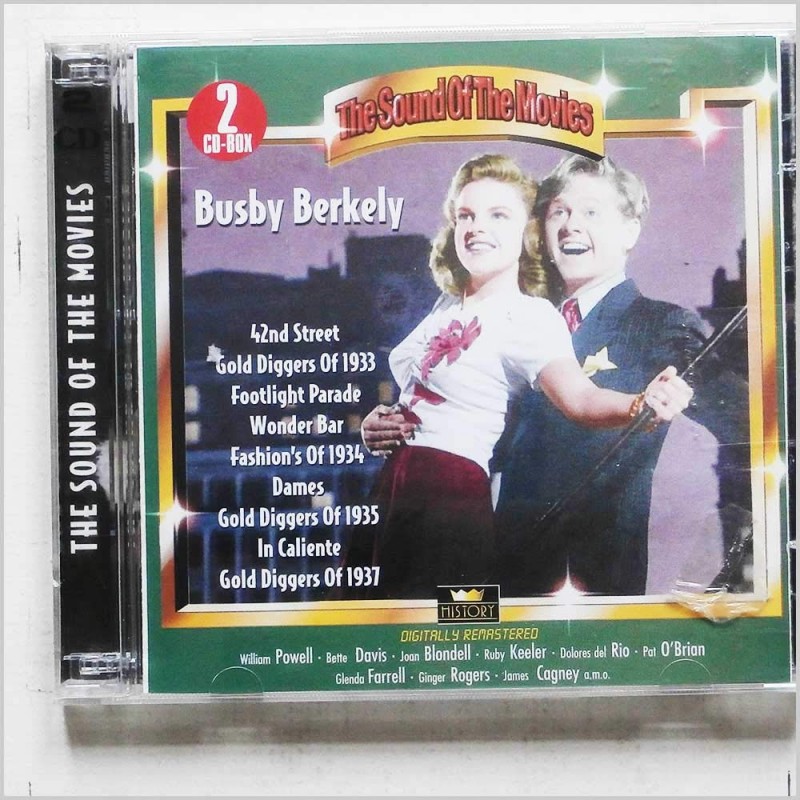 2
CD-BOX
The Sound Of The Movies
Busby Berkely
42nd Street
Gold Diggers Of 1933
Footlight Parade
Wonder Bar
Fashion's Of 1934
Dames
Gold Diggers Of 1935
In Caliente
Gold Diggers Of 1937
HISTORY
DIGITALLY REMASTERED
William Powell · Bette Davis · Joan Blondell · Ruby Keeler · Dolores del Rio · Pat O'Brian
Glenda Farrell · Ginger Rogers · James Cagney a.m.o.
THE SOUND OF THE MOVIES
2
CD